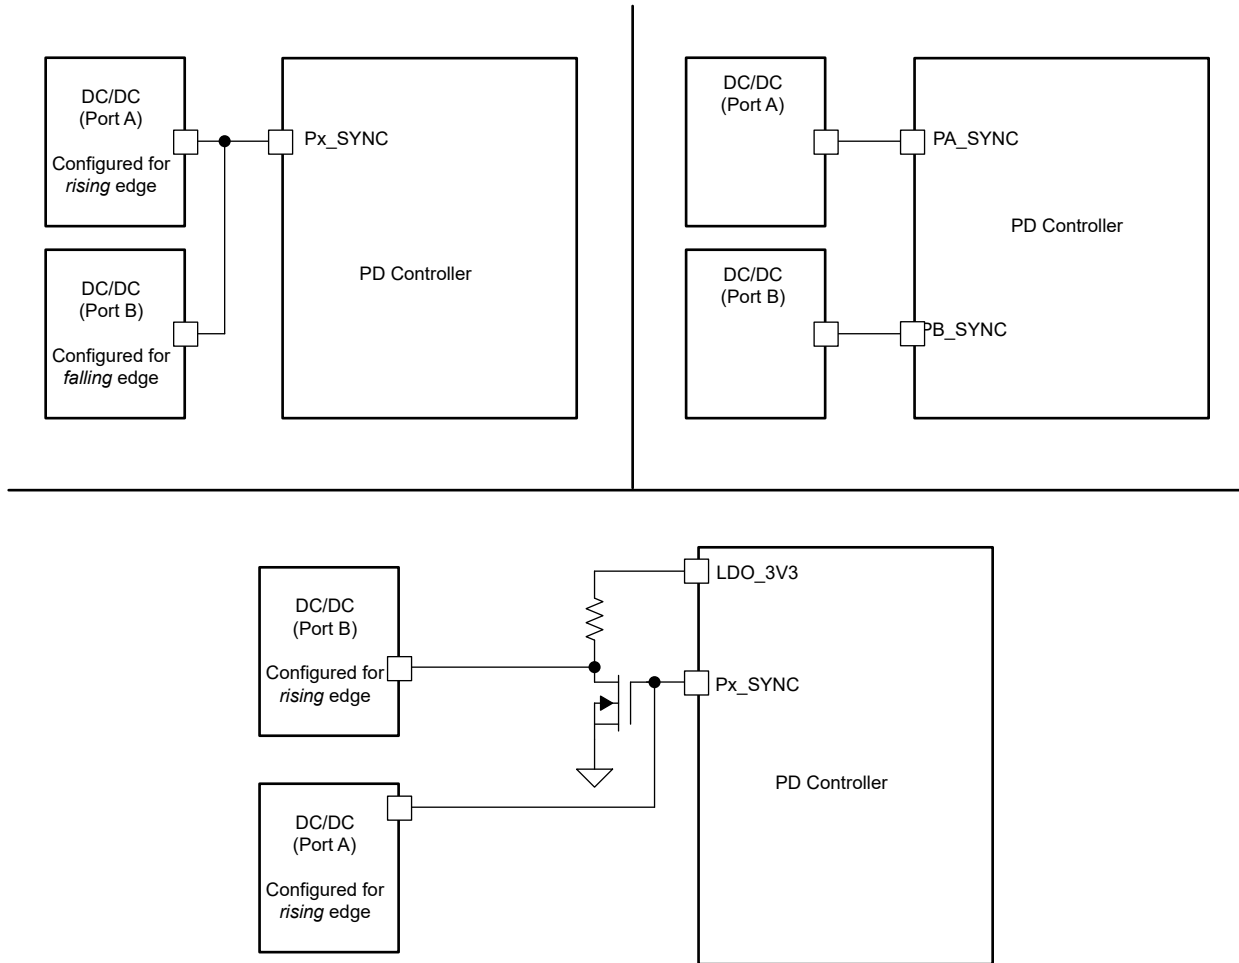 DC/DC
(Port A)
Configured for
rising edge
DC/DC
(Port B)
Configured for
falling edge
Px_SYNC
PD Controller
DC/DC
(Port A)
DC/DC
(Port B)
PA_SYNC
PD Controller
PB_SYNC
DC/DC
(Port B)
Configured for
rising edge
DC/DC
(Port A)
Configured for
rising edge
LDO_3V3
Px_SYNC
PD Controller